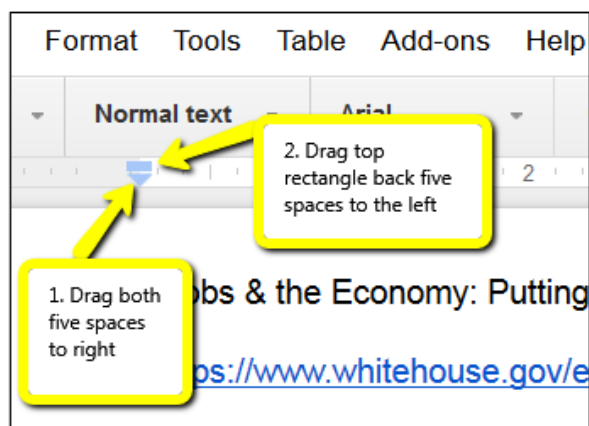 Format Tools Table Add-ons Help
Normal text Arial
2
2. Drag top
rectangle back five
spaces to the left
1. Drag both
five spaces
to right
obs & the Economy: Putting
ps://www.whitehouse.gov/e